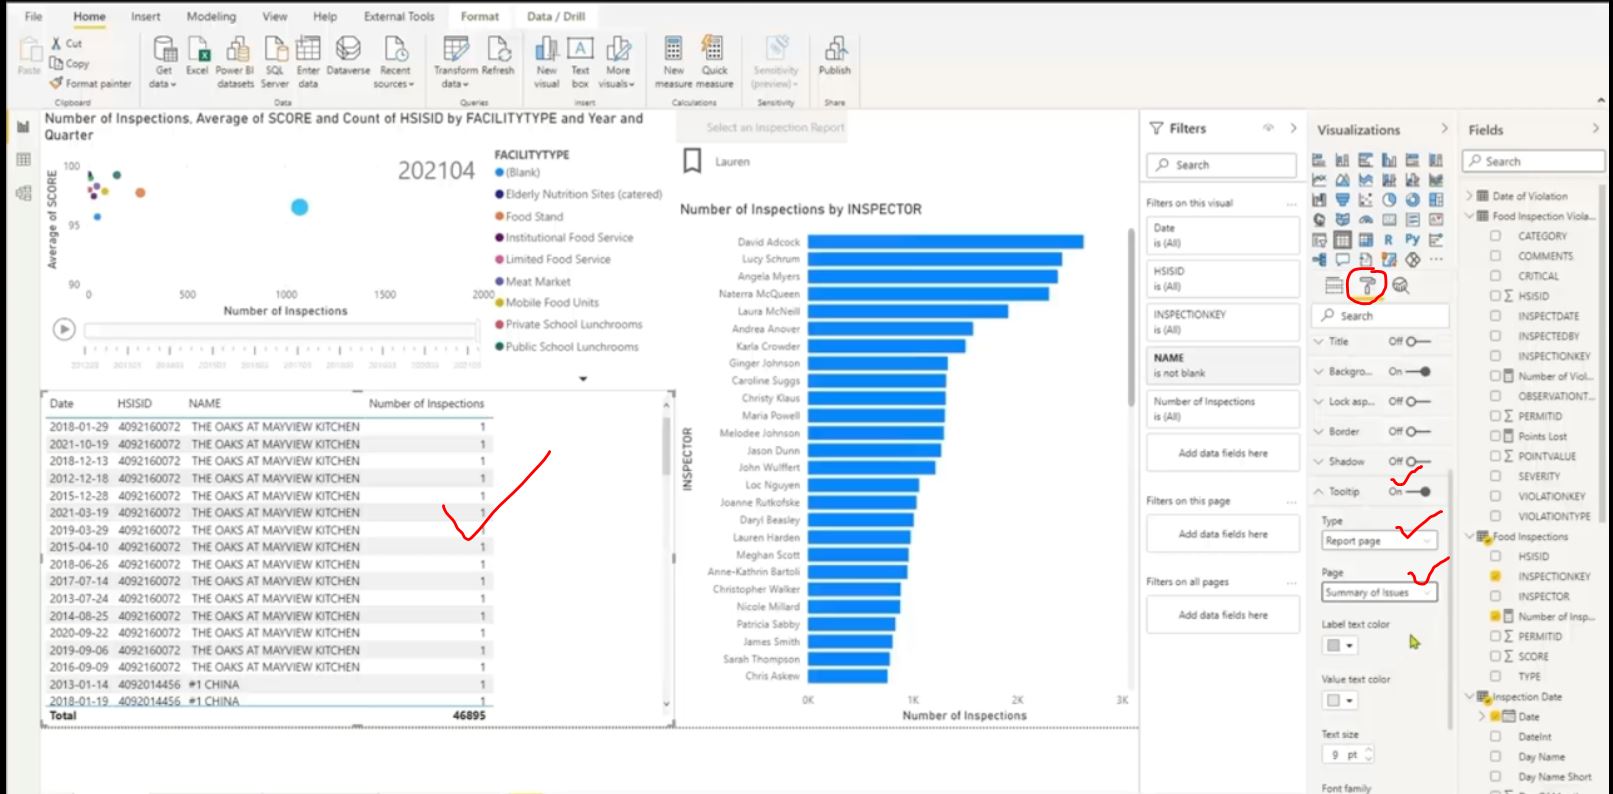 File Home Insert Modeling View Help External Tools Format Data / Drill
Paste
Cut
Copy
Format painter
Get data
Excel
Power BI datasets
SQL Server
Enter data
Dataverse
Recent sources
Transform data
Refresh
New visual
Text box
More visuals
New measure
Quick measure
Sensitivity (preview)
Publish
Clipboard Data Queries Insert Calculations Sensitivity Share
Number of Inspections, Average of SCORE and Count of HSISID by FACILITYTYPE and Year and
Quarter
100
95
90
Average of SCORE
202104
0 500 1000 1500 2000
Number of Inspections
FACILITYTYPE
(Blank)
Elderly Nutrition Sites (catered)
Food Stand
Institutional Food Service
Limited Food Service
Meat Market
Mobile Food Units
Private School Lunchrooms
Public School Lunchrooms
Date HSISID NAME Number of Inspections
2018-01-29 4092160072 THE OAKS AT MAYVIEW KITCHEN 1
2021-10-19 4092160072 THE OAKS AT MAYVIEW KITCHEN 1
2018-12-13 4092160072 THE OAKS AT MAYVIEW KITCHEN 1
2012-12-18 4092160072 THE OAKS AT MAYVIEW KITCHEN 1
2015-12-28 4092160072 THE OAKS AT MAYVIEW KITCHEN 1
2021-03-19 4092160072 THE OAKS AT MAYVIEW KITCHEN 1
2019-03-29 4092160072 THE OAKS AT MAYVIEW KITCHEN 1
2015-04-10 4092160072 THE OAKS AT MAYVIEW KITCHEN 1
2018-06-26 4092160072 THE OAKS AT MAYVIEW KITCHEN 1
2017-07-14 4092160072 THE OAKS AT MAYVIEW KITCHEN 1
2013-07-24 4092160072 THE OAKS AT MAYVIEW KITCHEN 1
2014-08-25 4092160072 THE OAKS AT MAYVIEW KITCHEN 1
2020-09-22 4092160072 THE OAKS AT MAYVIEW KITCHEN 1
2019-09-06 4092160072 THE OAKS AT MAYVIEW KITCHEN 1
2016-09-09 4092160072 THE OAKS AT MAYVIEW KITCHEN 1
2013-01-14 4092014456 #1 CHINA 1
2018-01-19 4092014456 #1 CHINA 1
Total 46895
Select an Inspection Report
Lauren
Number of Inspections by INSPECTOR
INSPECTOR
David Adcock
Lucy Schrum
Angela Myers
Naterra McQueen
Laura McNeill
Andrea Anover
Karla Crowder
Ginger Johnson
Caroline Suggs
Christy Klaus
Maria Powell
Melodee Johnson
Jason Dunn
John Wulffert
Loc Nguyen
Joanne Rutkofske
Daryl Beasley
Lauren Harden
Meghan Scott
Anne-Kathrin Bartoli
Christopher Walker
Nicole Millard
Patricia Sabby
James Smith
Sarah Thompson
Chris Askew
0K 1K 2K 3K
Number of Inspections
Filters
Search
Filters on this visual ...
Date
is (All)
HSISID
is (All)
INSPECTIONKEY
is (All)
NAME
is not blank
Number of Inspections
is (All)
Add data fields here
Filters on this page ...
Add data fields here
Filters on all pages ...
Add data fields here
Visualizations
R Py
...
Search
Title Off
Backgro... On
Lock asp... Off
Border Off
Shadow Off
Tooltip On
Type
Report page
Page
Summary of Issues
Label text color
Value text color
Text size
9 pt
Font family
Fields
Search
Date of Violation
Food Inspection Viola...
CATEGORY
COMMENTS
CRITICAL
Σ HSISID
INSPECTDATE
INSPECTEDBY
INSPECTIONKEY
Number of Viol...
OBSERVATIONT...
Σ PERMITID
Points Lost
Σ POINTVALUE
SEVERITY
VIOLATIONKEY
VIOLATIONTYPE
Food Inspections
HSISID
INSPECTIONKEY
INSPECTOR
Number of Insp...
Σ PERMITID
Σ SCORE
TYPE
Inspection Date
Date
DateInt
Day Name
Day Name Short